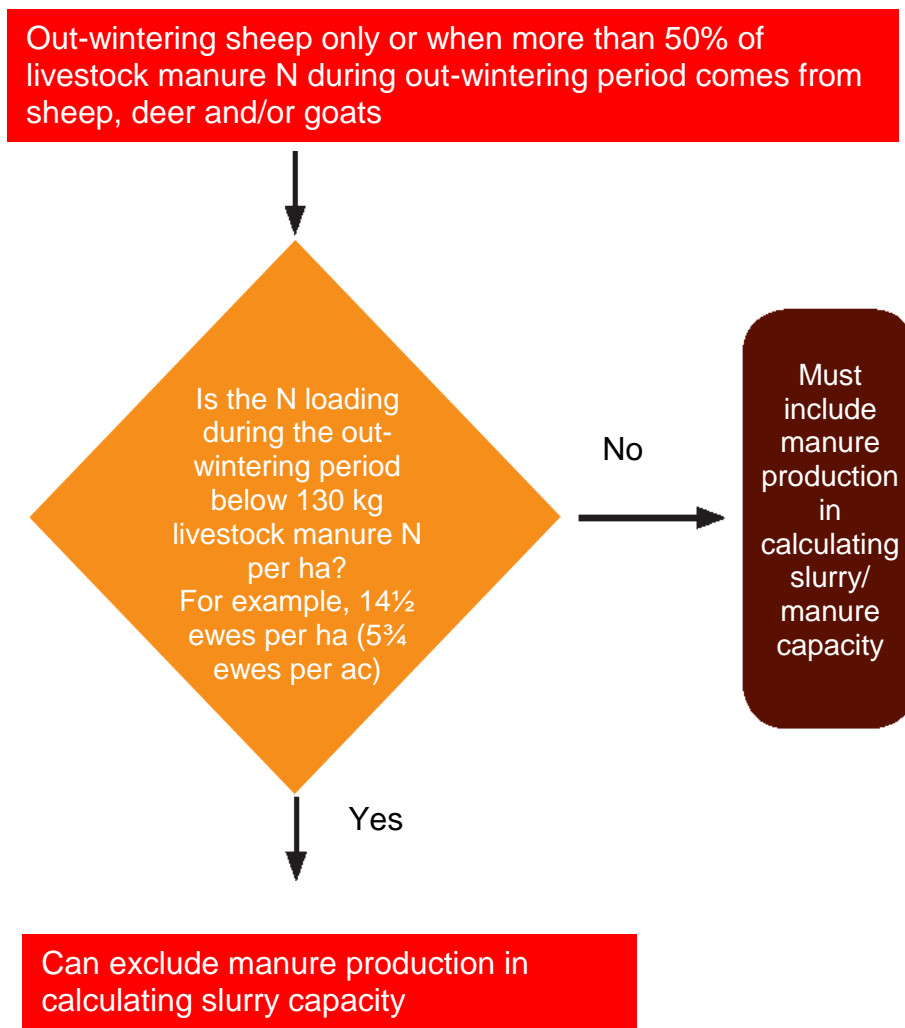 Out-wintering sheep only or when more than 50% of
livestock manure N during out-wintering period comes from
sheep, deer and/or goats
Is the N loading
during the out-
wintering period
below 130 kg
livestock manure N
per ha?
For example, 14½
ewes per ha (5¾
ewes per ac)
No
Must
include
manure
production
in
calculating
slurry/
manure
capacity
Yes
Can exclude manure production in
calculating slurry capacity